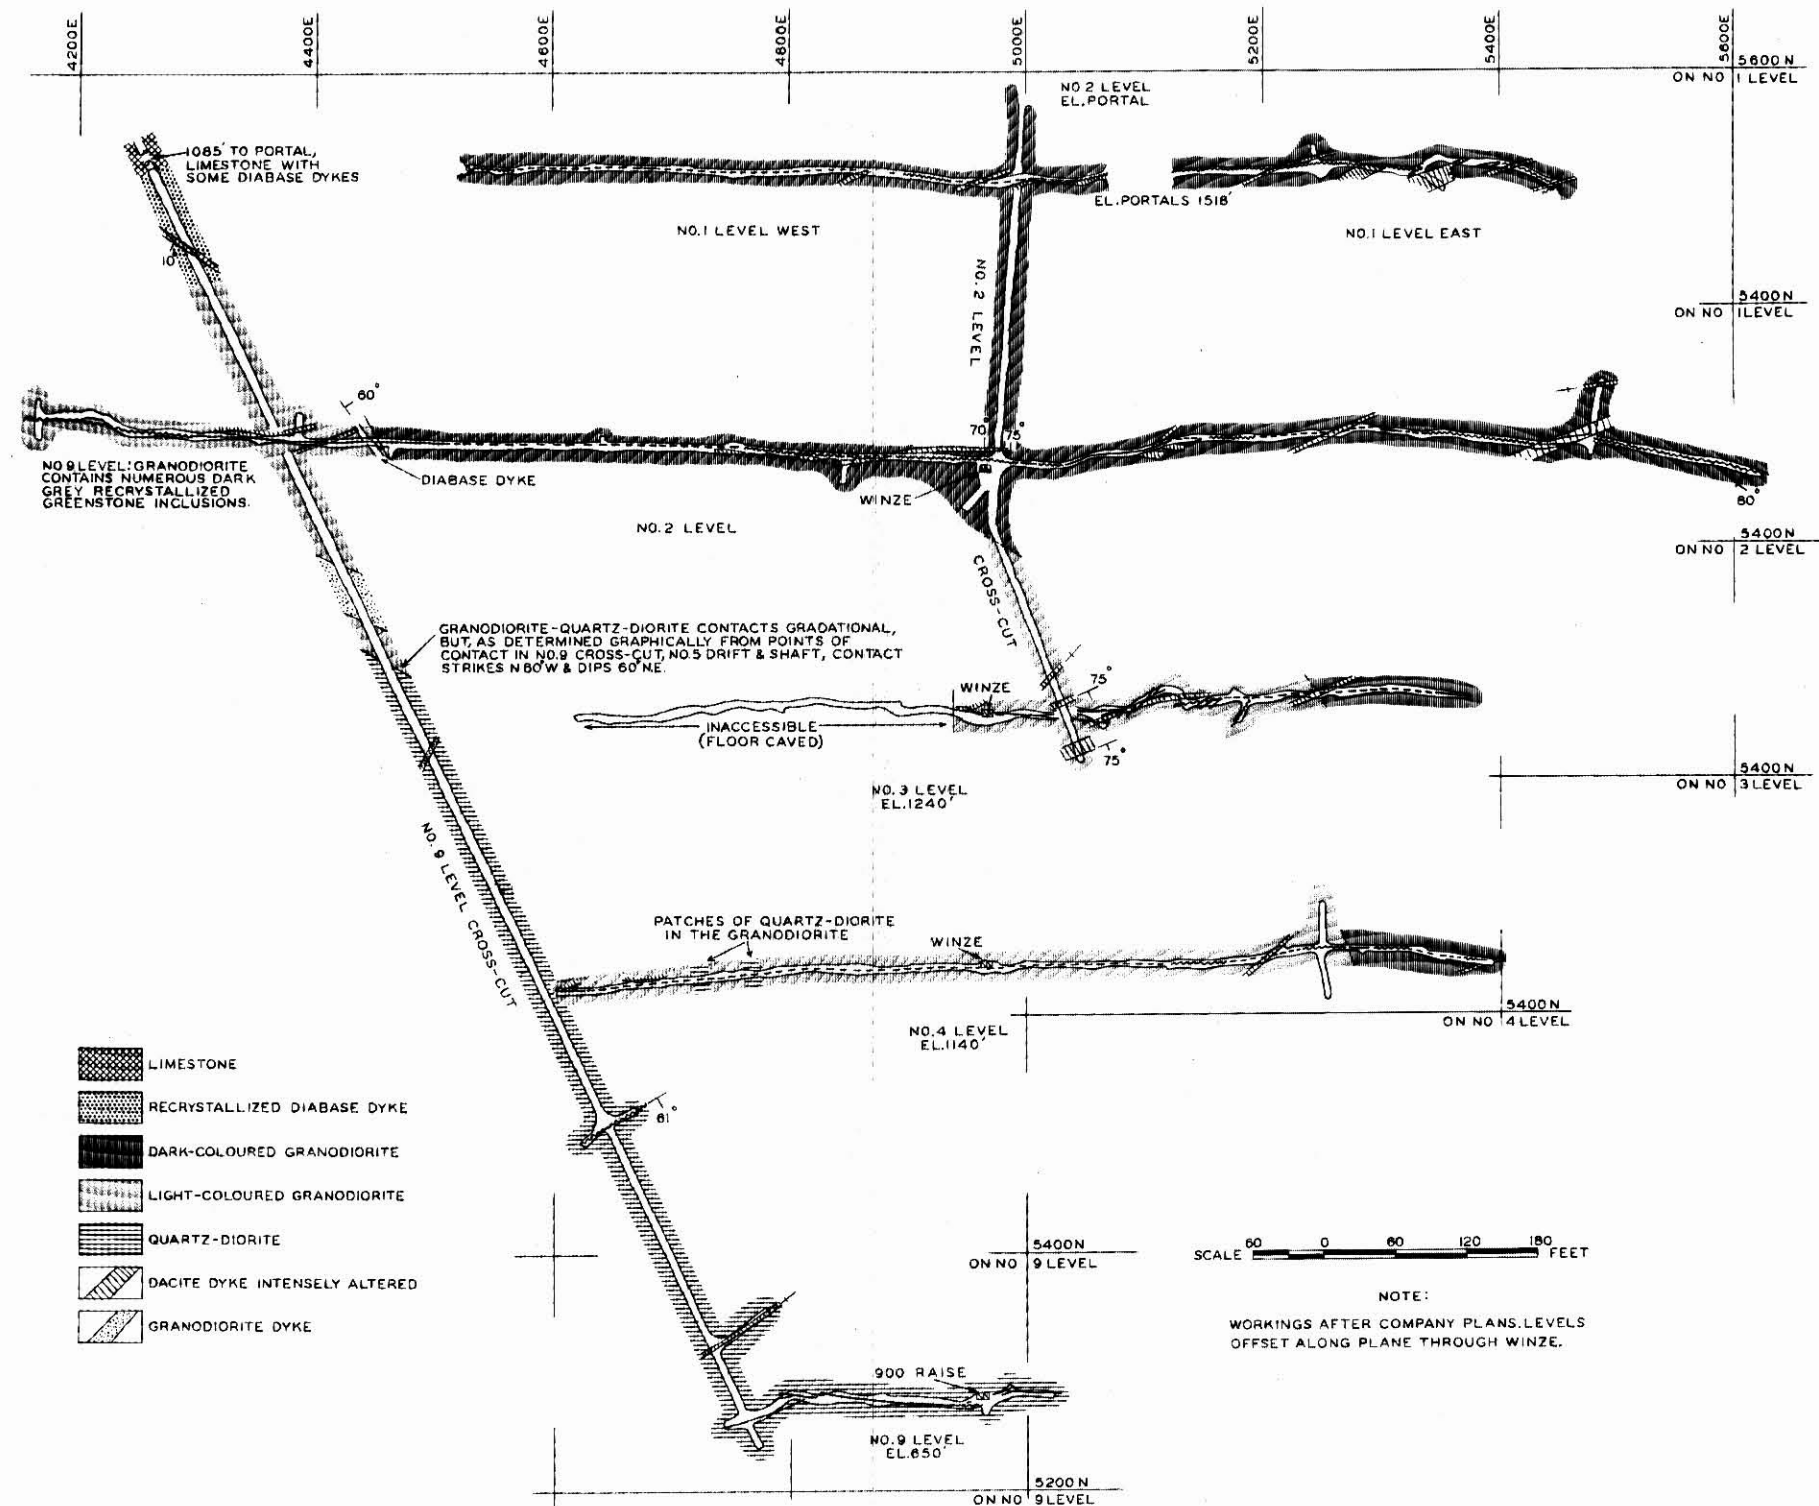 4200E
4400E
4600E
4800E
5000E
5200E
5400E
5600E
5600N
ON NO 1 LEVEL
NO 2 LEVEL
EL. PORTAL
1085' TO PORTAL,
LIMESTONE WITH
SOME DIABASE DYKES
10°
EL. PORTALS 1518'
NO. 1 LEVEL WEST
NO. 1 LEVEL EAST
NO. 2 LEVEL
5400N
ON NO 1 LEVEL
60°
70°
75°
NO 9 LEVEL: GRANODIORITE
CONTAINS NUMEROUS DARK
GREY RECRYSTALLIZED
GREENSTONE INCLUSIONS.
DIABASE DYKE
WINZE
60°
NO. 2 LEVEL
5400N
ON NO 2 LEVEL
CROSS-CUT
GRANODIORITE-QUARTZ-DIORITE CONTACTS GRADATIONAL,
BUT, AS DETERMINED GRAPHICALLY FROM POINTS OF
CONTACT IN NO.9 CROSS-CUT, NO.5 DRIFT & SHAFT, CONTACT
STRIKES N 80°W & DIPS 60°NE.
WINZE
75°
INACCESSIBLE
(FLOOR CAVED)
75°
NO. 3 LEVEL
EL. 1240'
5400N
ON NO 3 LEVEL
NO. 9 LEVEL CROSS-CUT
PATCHES OF QUARTZ-DIORITE
IN THE GRANODIORITE
WINZE
NO. 4 LEVEL
EL. 1140'
5400N
ON NO 4 LEVEL
LIMESTONE
RECRYSTALLIZED DIABASE DYKE
DARK-COLOURED GRANODIORITE
LIGHT-COLOURED GRANODIORITE
QUARTZ-DIORITE
DACITE DYKE INTENSELY ALTERED
GRANODIORITE DYKE
61°
5400N
ON NO 9 LEVEL
SCALE 60 0 60 120 180 FEET
NOTE:
WORKINGS AFTER COMPANY PLANS. LEVELS
OFFSET ALONG PLANE THROUGH WINZE.
900 RAISE
NO. 9 LEVEL
EL. 650'
5200N
ON NO 9 LEVEL